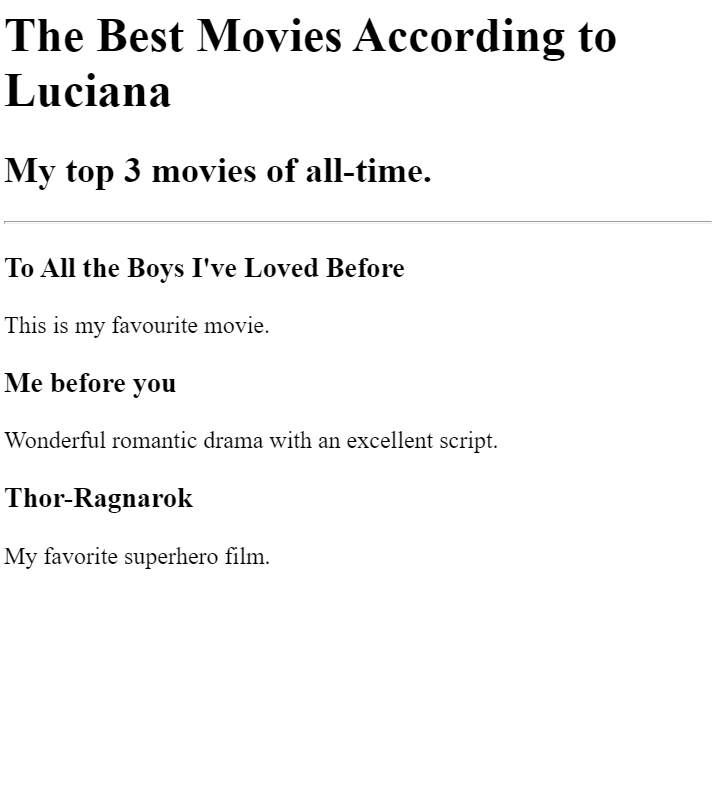 The Best Movies According to
Luciana
My top 3 movies of all-time.
To All the Boys I've Loved Before
This is my favourite movie.
Me before you
Wonderful romantic drama with an excellent script.
Thor-Ragnarok
My favorite superhero film.